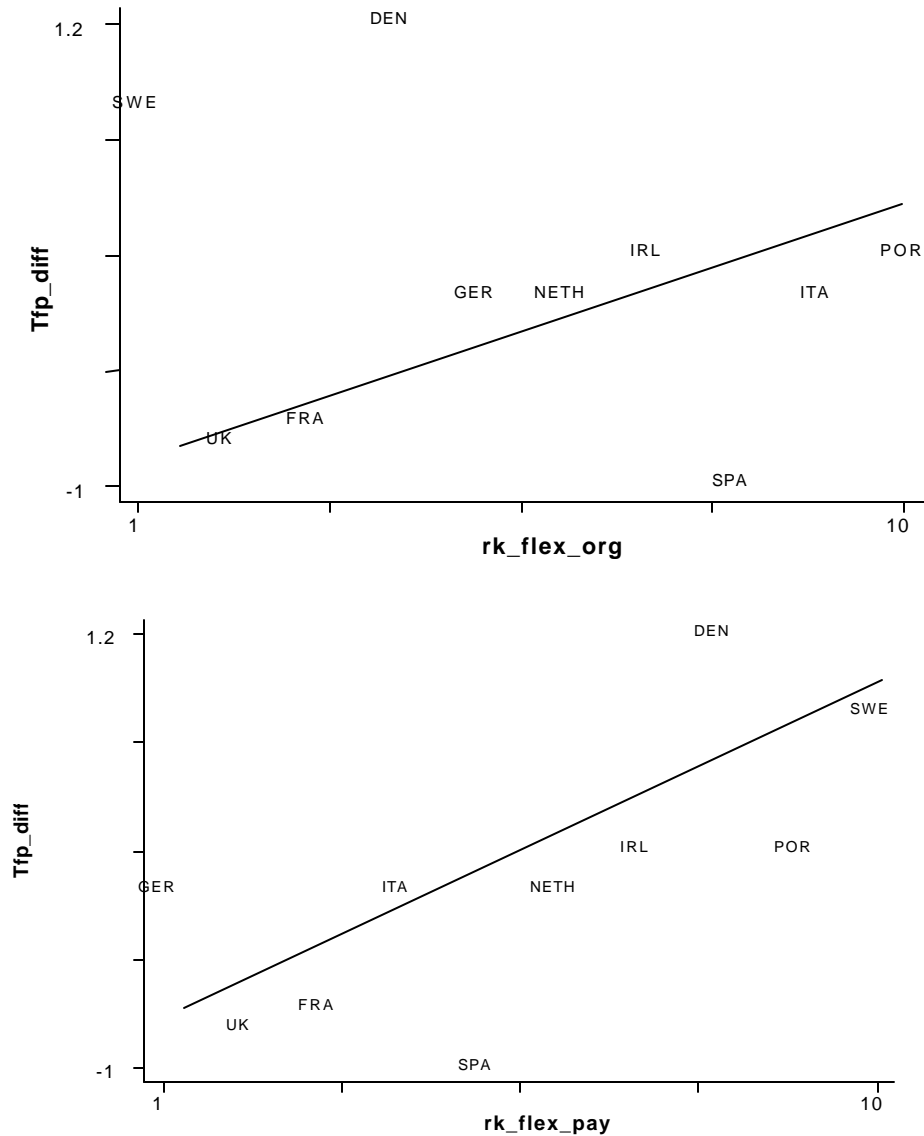 DEN
1.2
SWE
Tfp_diff
IRL
POR
GER
NETH
ITA
FRA
UK
SPA
-1
1
10
rk_flex_org
DEN
1.2
SWE
Tfp_diff
IRL
POR
GER
ITA
NETH
FRA
UK
SPA
-1
1
10
rk_flex_pay